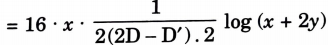 = 16 · x · 1 / 2(2D – D′) . 2 log (x + 2y)